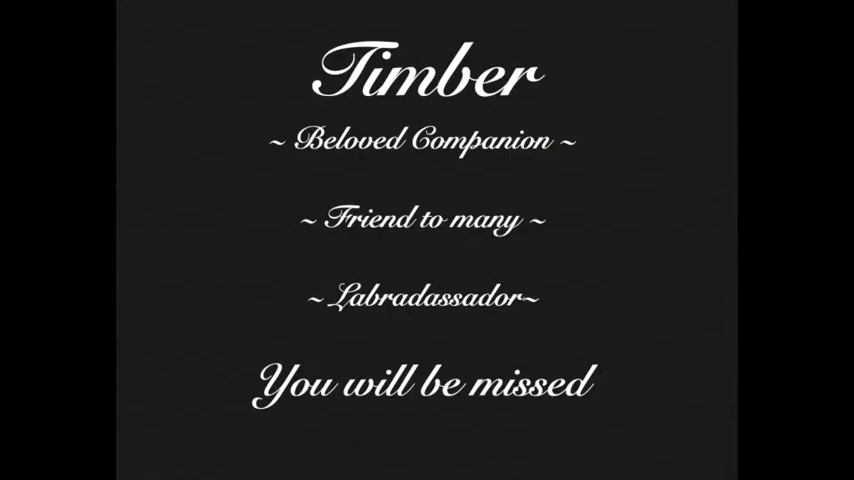 Timber
~ Beloved Companion ~
~ Friend to many ~
~ Labradassador~
You will be missed